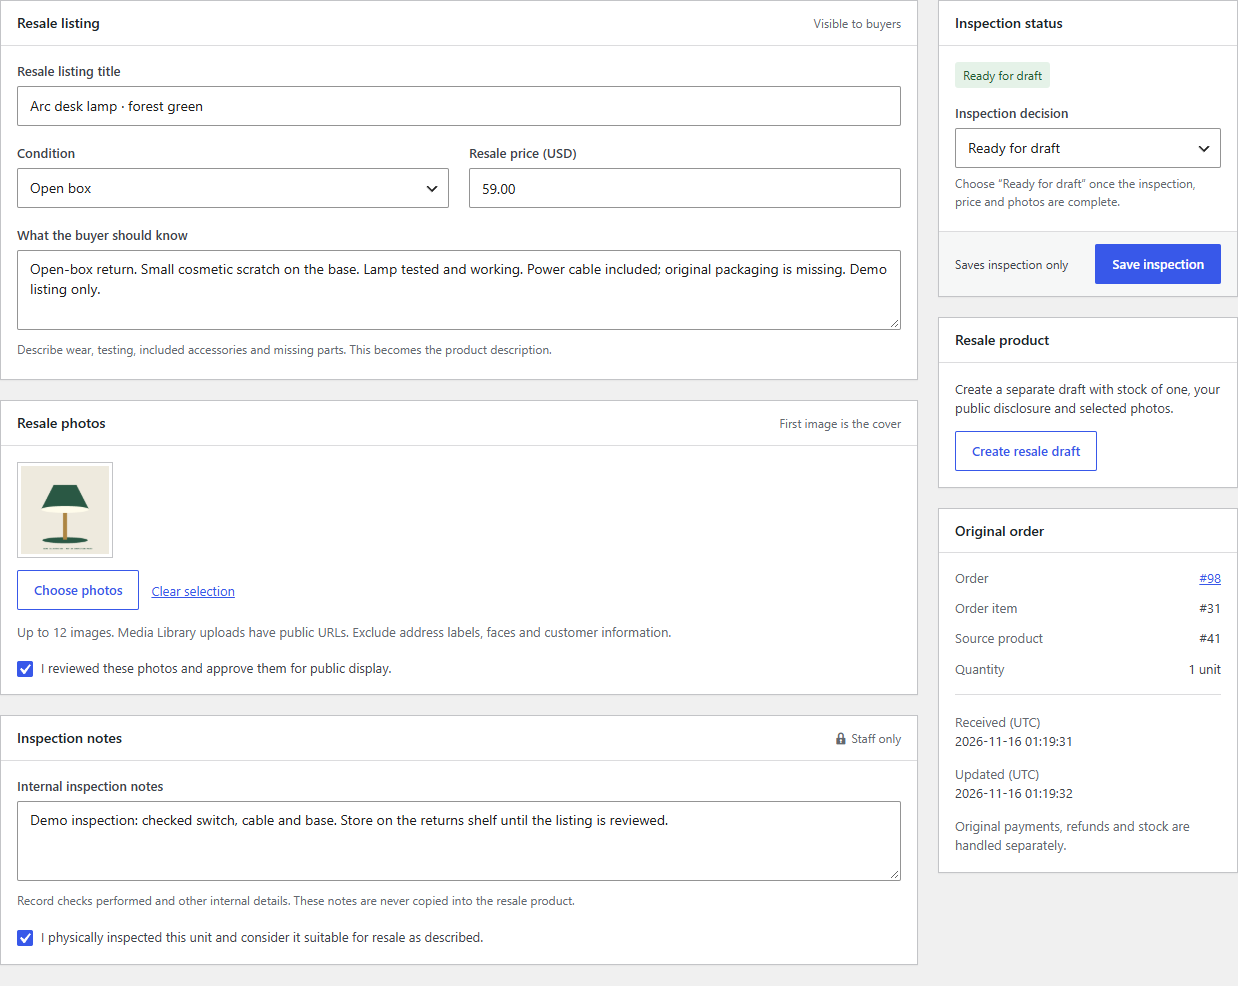 Resale listing
Visible to buyers
Resale listing title
Arc desk lamp · forest green
Condition
Resale price (USD)
Open box
59.00
What the buyer should know
Open-box return. Small cosmetic scratch on the base. Lamp tested and working. Power cable included; original packaging is missing. Demo
listing only.
Describe wear, testing, included accessories and missing parts. This becomes the product description.
Resale photos
First image is the cover
Choose photos
Clear selection
Up to 12 images. Media Library uploads have public URLs. Exclude address labels, faces and customer information.
I reviewed these photos and approve them for public display.
Inspection notes
Staff only
Internal inspection notes
Demo inspection: checked switch, cable and base. Store on the returns shelf until the listing is reviewed.
Record checks performed and other internal details. These notes are never copied into the resale product.
I physically inspected this unit and consider it suitable for resale as described.
Inspection status
Ready for draft
Inspection decision
Ready for draft
Choose “Ready for draft” once the inspection,
price and photos are complete.
Saves inspection only
Save inspection
Resale product
Create a separate draft with stock of one, your
public disclosure and selected photos.
Create resale draft
Original order
Order
#98
Order item
#31
Source product
#41
Quantity
1 unit
Received (UTC)
2026-11-16 01:19:31
Updated (UTC)
2026-11-16 01:19:32
Original payments, refunds and stock are
handled separately.